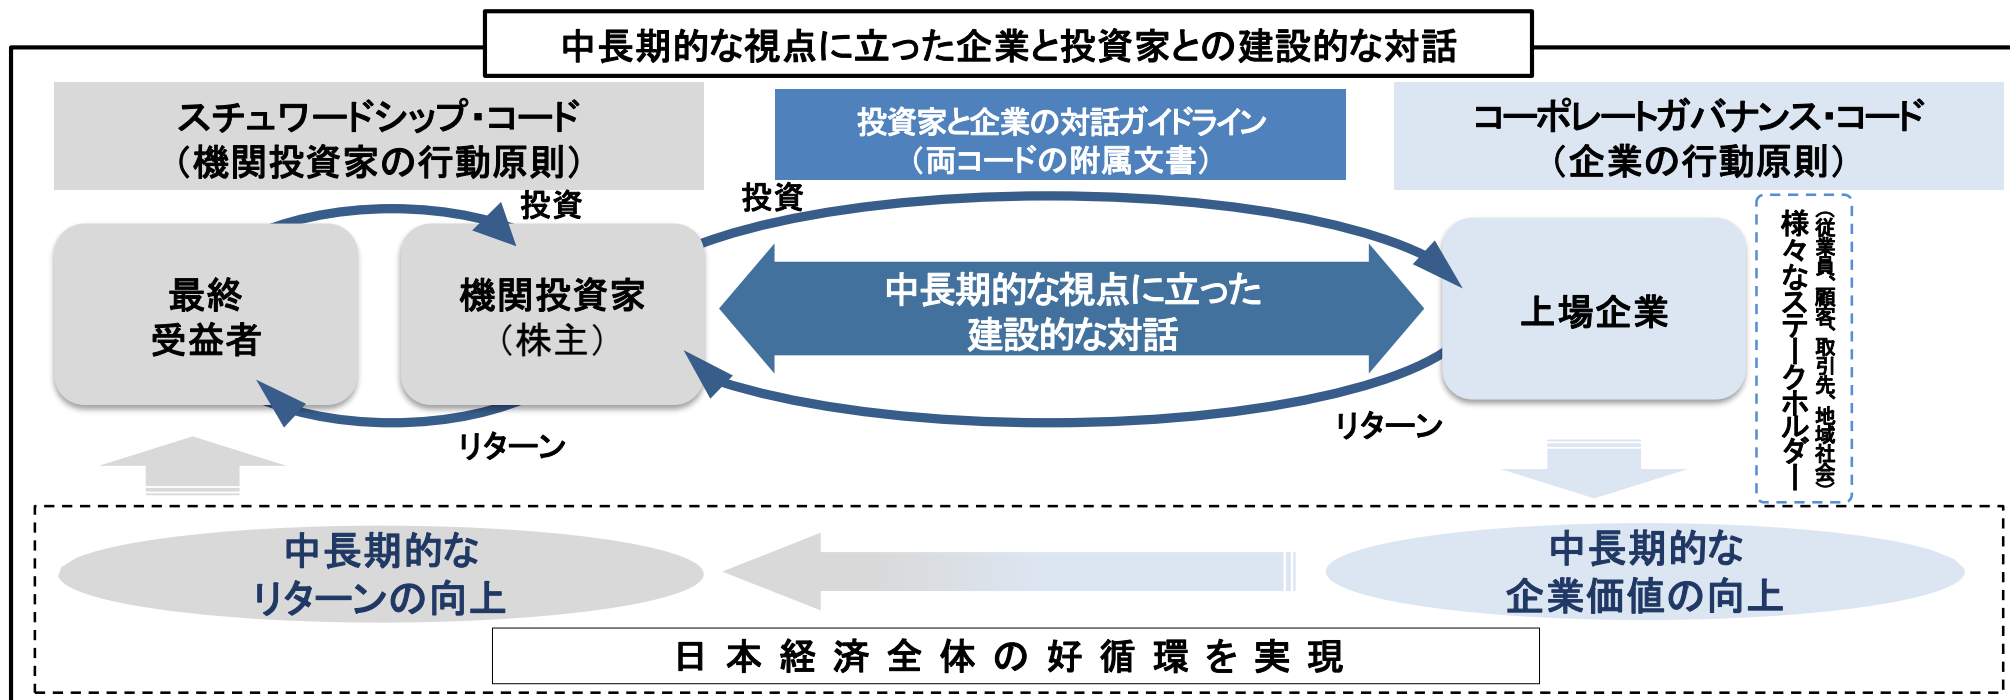 中長期的な視点に立った企業と投資家との建設的な対話
スチュワードシップ・コード
（機関投資家の行動原則）
投資家と企業の対話ガイドライン
（両コードの附属文書）
コーポレートガバナンス・コード
（企業の行動原則）
投資
投資
最終
受益者
機関投資家
（株主）
中長期的な視点に立った
建設的な対話
上場企業
様々なステークホルダー
（従業員、顧客、取引先、地域社会）
リターン
リターン
中長期的な
リターンの向上
中長期的な
企業価値の向上
日本経済全体の好循環を実現